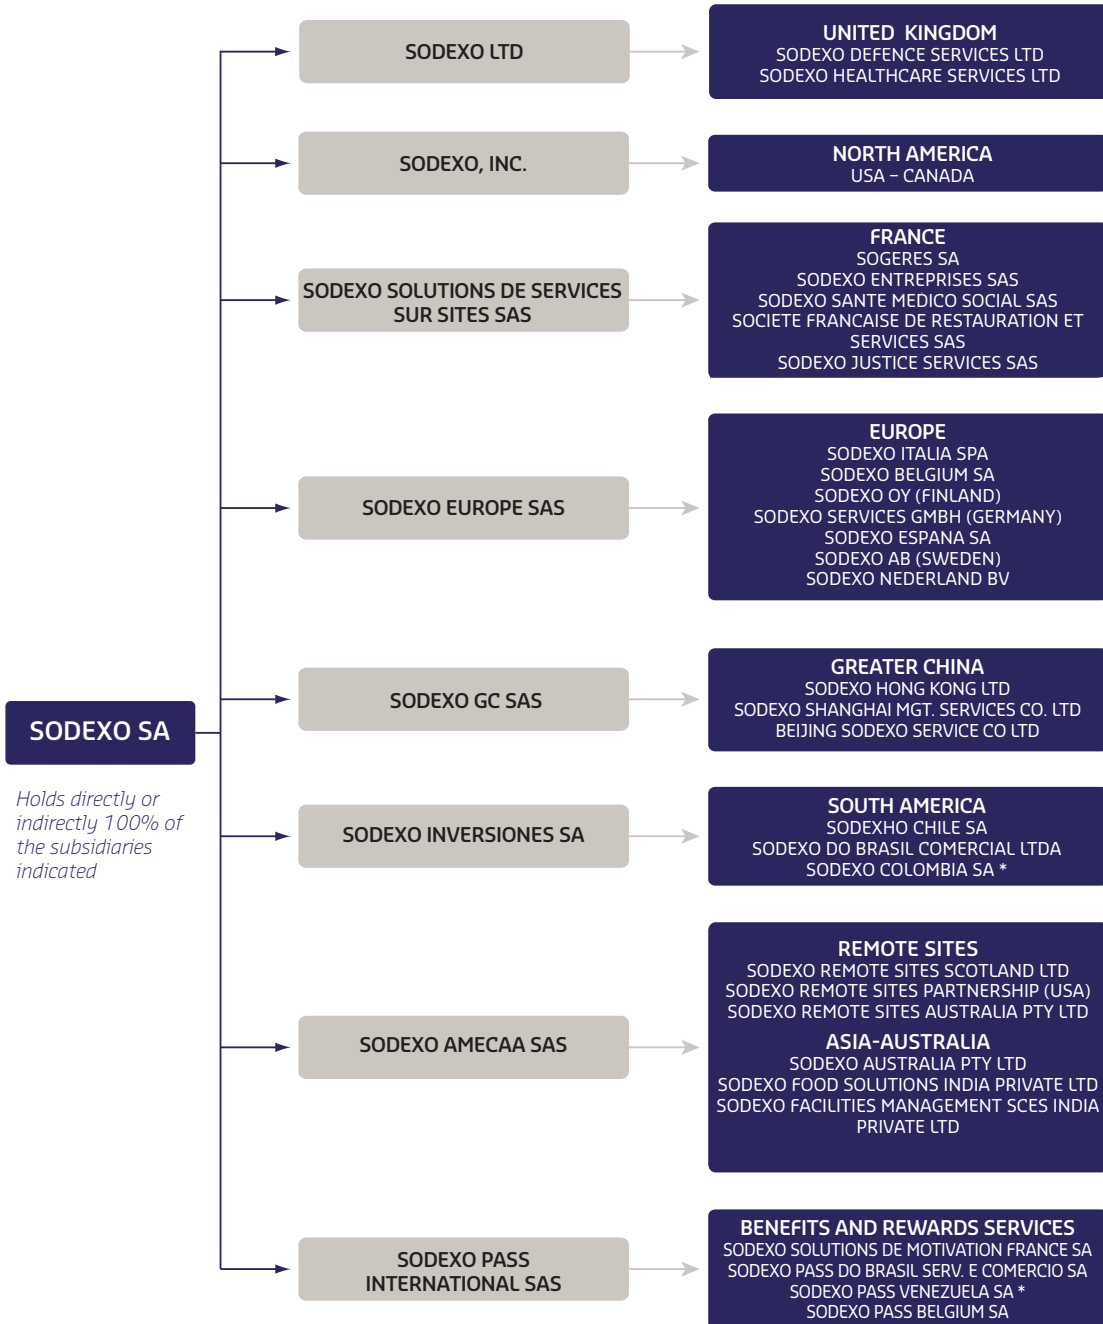 SODEXO LTD
UNITED KINGDOM
SODEXO DEFENCE SERVICES LTD
SODEXO HEALTHCARE SERVICES LTD
SODEXO, INC.
NORTH AMERICA
USA – CANADA
SODEXO SOLUTIONS DE SERVICES
SUR SITES SAS
FRANCE
SOGERES SA
SODEXO ENTREPRISES SAS
SODEXO SANTE MEDICO SOCIAL SAS
SOCIETE FRANCAISE DE RESTAURATION ET
SERVICES SAS
SODEXO JUSTICE SERVICES SAS
SODEXO EUROPE SAS
EUROPE
SODEXO ITALIA SPA
SODEXO BELGIUM SA
SODEXO OY (FINLAND)
SODEXO SERVICES GMBH (GERMANY)
SODEXO ESPANA SA
SODEXO AB (SWEDEN)
SODEXO NEDERLAND BV
SODEXO SA
Holds directly or
indirectly 100% of
the subsidiaries
indicated
SODEXO GC SAS
GREATER CHINA
SODEXO HONG KONG LTD
SODEXO SHANGHAI MGT. SERVICES CO. LTD
BEIJING SODEXO SERVICE CO LTD
SODEXO INVERSIONES SA
SOUTH AMERICA
SODEXHO CHILE SA
SODEXO DO BRASIL COMERCIAL LTDA
SODEXO COLOMBIA SA *
SODEXO AMECAA SAS
REMOTE SITES
SODEXO REMOTE SITES SCOTLAND LTD
SODEXO REMOTE SITES PARTNERSHIP (USA)
SODEXO REMOTE SITES AUSTRALIA PTY LTD
ASIA-AUSTRALIA
SODEXO AUSTRALIA PTY LTD
SODEXO FOOD SOLUTIONS INDIA PRIVATE LTD
SODEXO FACILITIES MANAGEMENT SCES INDIA
PRIVATE LTD
SODEXO PASS
INTERNATIONAL SAS
BENEFITS AND REWARDS SERVICES
SODEXO SOLUTIONS DE MOTIVATION FRANCE SA
SODEXO PASS DO BRASIL SERV. E COMERCIO SA
SODEXO PASS VENEZUELA SA *
SODEXO PASS BELGIUM SA